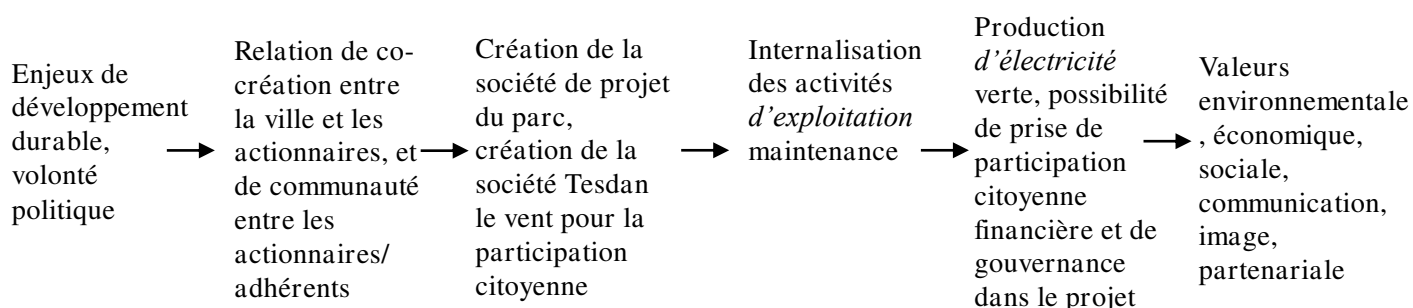 Enjeux de
développement
durable,
volonté
politique
Relation de co-
création entre
la ville et les
actionnaires, et
de communauté
entre les
actionnaires/
adhérents
Création de la
société de projet
du parc,
création de la
société Tesdan
le vent pour la
participation
citoyenne
Internalisation
des activités
d’exploitation
maintenance
Production
d’électricité
verte, possibilité
de prise de
participation
citoyenne
financière et de
gouvernance
dans le projet
Valeurs
environnementale
, économique,
sociale,
communication,
image,
partenariale